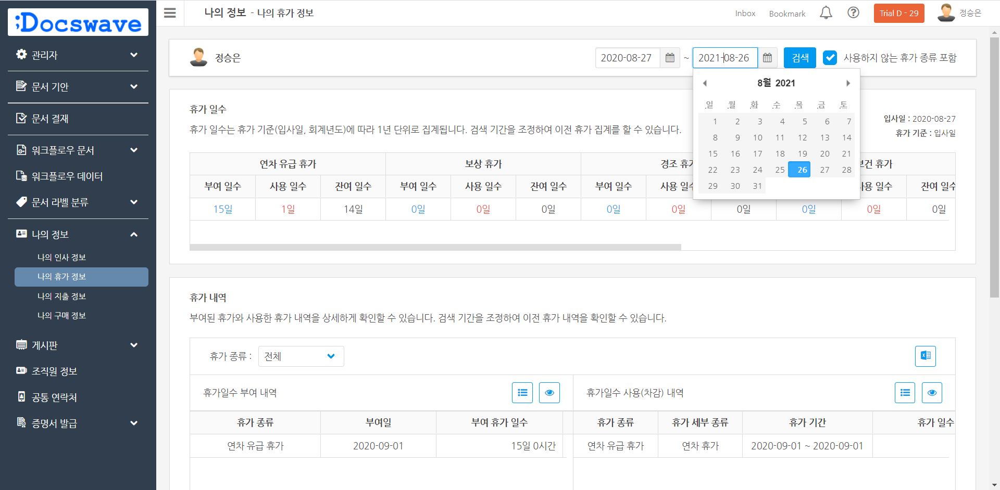 ;Docswave
관리자
문서 기안
문서 결재
워크플로우 문서
워크플로우 데이터
문서 라벨 분류
나의 정보
나의 인사 정보
나의 휴가 정보
나의 지출 정보
나의 구매 정보
게시판
조직원 정보
공통 연락처
증명서 발급
나의 정보 - 나의 휴가 정보
Inbox Bookmark Trial D - 29 정승은
정승은 2020-08-27 ~ 2021-08-26 검색 사용하지 않는 휴가 종류 포함
8월 2021
일 월 화 수 목 금 토
1 2 3 4 5 6 7
8 9 10 11 12 13 14
15 16 17 18 19 20 21
22 23 24 25 26 27 28
29 30 31
휴가 일수
휴가 일수는 휴가 기준(입사일, 회계년도)에 따라 1년 단위로 집계됩니다. 검색 기간을 조정하여 이전 휴가 집계를 할 수 있습니다.
입사일 : 2020-08-27
휴가 기준 : 입사일
연차 유급 휴가 보상 휴가 경조 휴가 휴가
부여 일수 사용 일수 잔여 일수 부여 일수 사용 일수 잔여 일수 부여 일수 사용 일 사용 일수 잔여 일수
15일 1일 14일 0일 0일 0일 0일 0일 0일 0일 0일 0일
휴가 내역
부여된 휴가와 사용한 휴가 내역을 상세하게 확인할 수 있습니다. 검색 기간을 조정하여 이전 휴가 내역을 확인할 수 있습니다.
휴가 종류 : 전체
휴가일수 부여 내역
휴가 종류 부여일 부여 휴가 일수
연차 유급 휴가 2020-09-01 15일 0시간
휴가일수 사용(차감) 내역
휴가 종류 휴가 세부 종류 휴가 기간 휴가 일수
연차 유급 휴가 연차 휴가 2020-09-01 ~ 2020-09-01